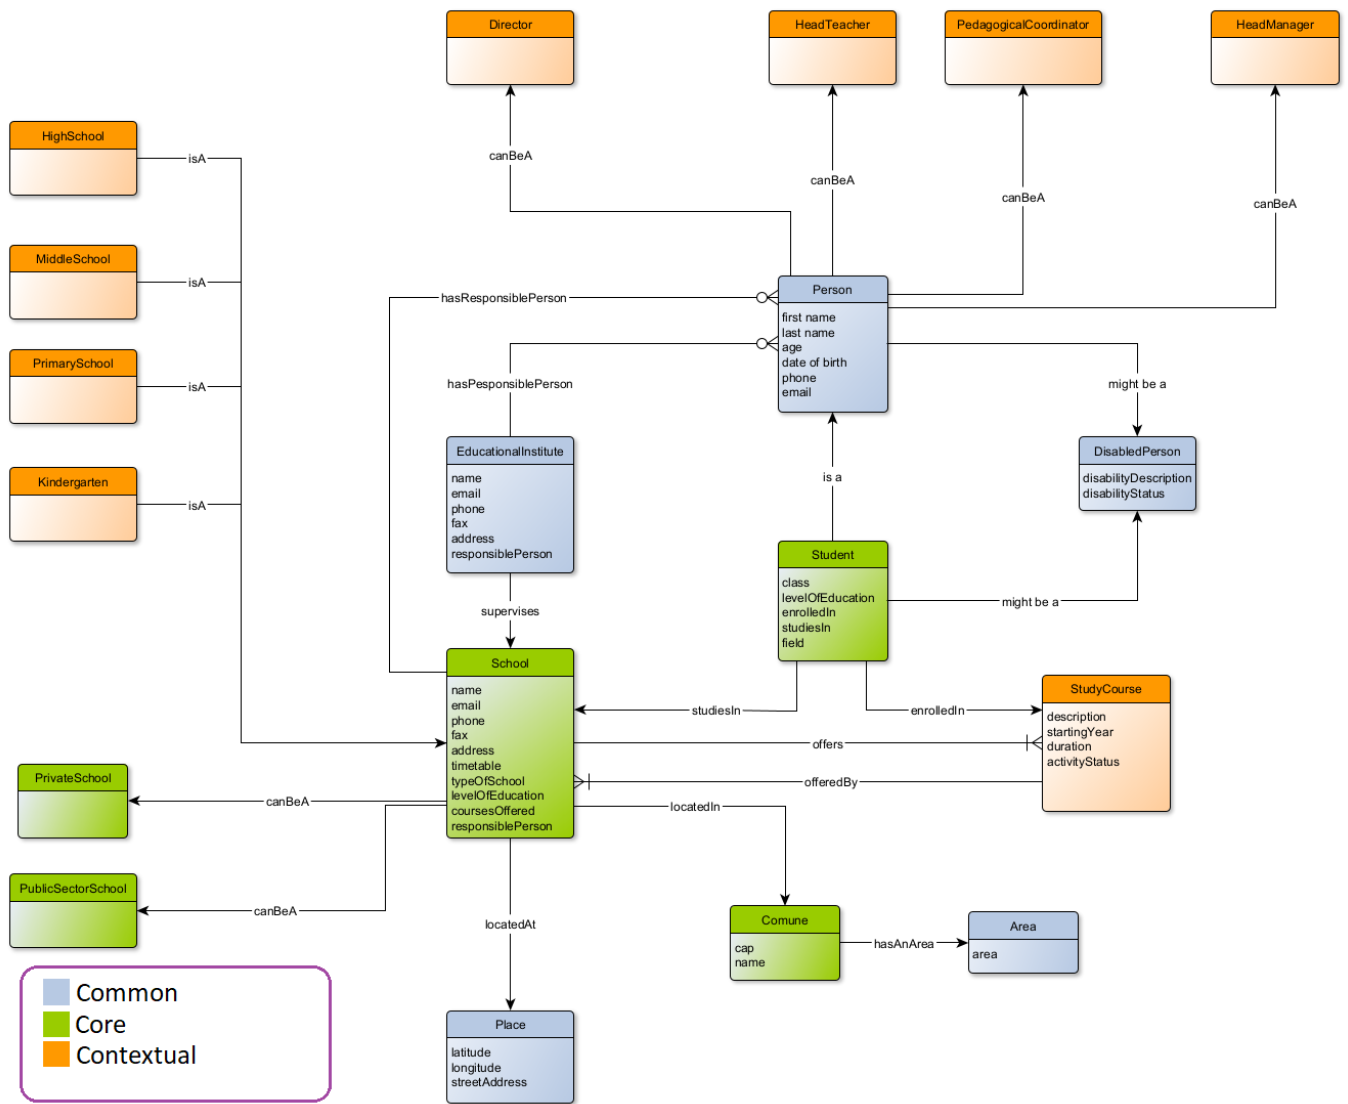 Director
HeadTeacher
PedagogicalCoordinator
HeadManager
HighSchool
isA
canBeA
canBeA
canBeA
canBeA
MiddleSchool
isA
PrimarySchool
isA
Kindergarten
isA
hasResponsiblePerson
Person
first name
last name
age
date of birth
phone
email
hasPesponsiblePerson
might be a
EducationalInstitute
name
email
phone
fax
address
responsiblePerson
DisabledPerson
disabilityDescription
disabilityStatus
is a
supervises
Student
class
levelOfEducation
enrolledIn
studiesIn
field
might be a
School
name
email
phone
fax
address
timetable
typeOfSchool
levelOfEducation
coursesOffered
responsiblePerson
studiesIn
enrolledIn
StudyCourse
description
startingYear
duration
activityStatus
offers
offeredBy
locatedIn
PrivateSchool
canBeA
PublicSectorSchool
canBeA
locatedAt
Comune
cap
name
hasAnArea
Area
area
Place
latitude
longitude
streetAddress
Common
Core
Contextual